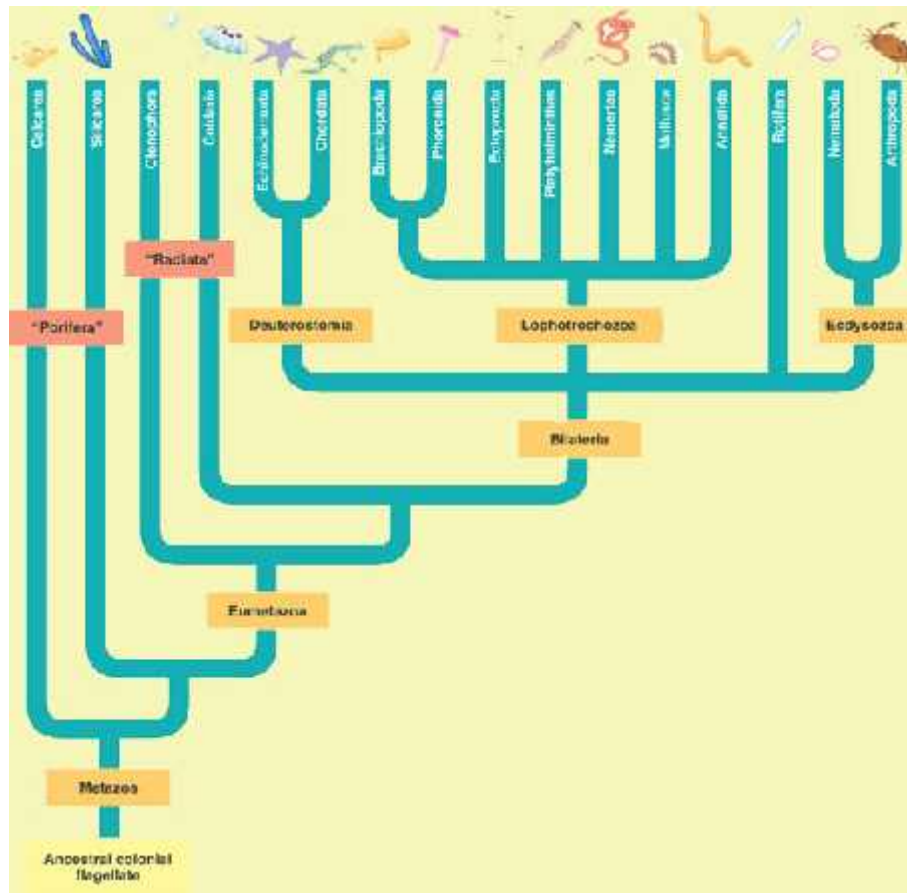 Calcarea
Silicarea
Ctenophora
Cnidaria
Echinodermata
Chordata
Brachiopoda
Phoronida
Ectoprocta
Platyhelminthes
Nemertea
Mollusca
Annelida
Rotifera
Nematoda
Arthropoda
"Radiata"
"Porifera"
Deuterostomia
Lophotrochozoa
Ecdysozoa
Bilateria
Eumetazoa
Metazoa
Ancestral colonial
flagellate